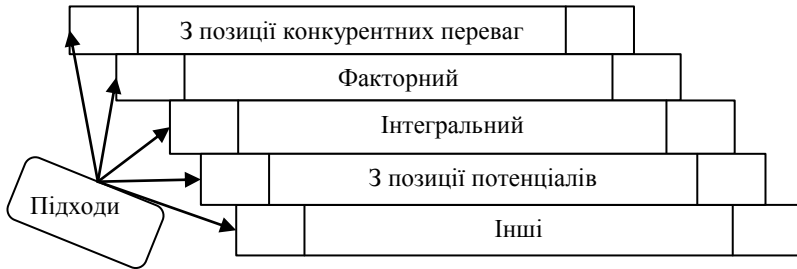 З позиції конкурентних переваг
Факторний
Інтегральний
З позиції потенціалів
Підходи
Інші